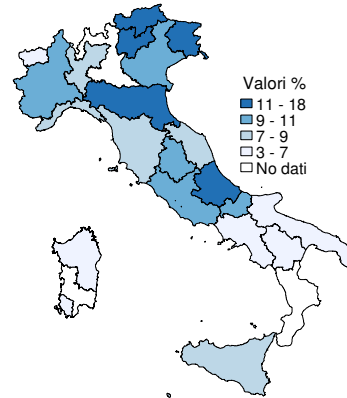 Valori %
11 - 18
9 - 11
7 - 9
3 - 7
No dati